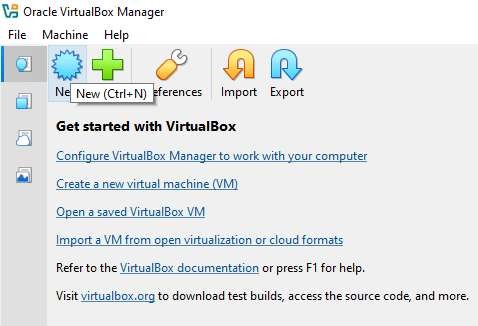 Oracle VirtualBox Manager
File Machine Help
New (Ctrl+N)
Import Export
Get started with VirtualBox
Configure VirtualBox Manager to work with your computer
Create a new virtual machine (VM)
Open a saved VirtualBox VM
Import a VM from open virtualization or cloud formats
Refer to the VirtualBox documentation or press F1 for help.
Visit virtualbox.org to download test builds, access the source code, and more.